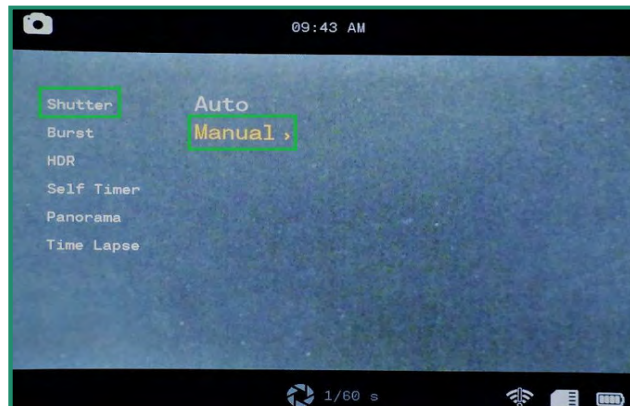 09:43 AM
Shutter
Burst
HDR
Self Timer
Panorama
Time Lapse
Auto
Manual ›
1/60 s